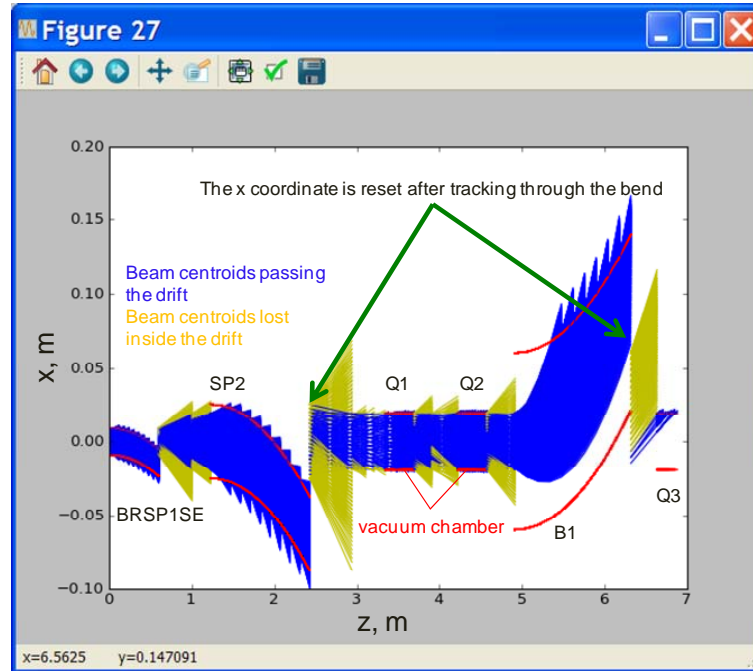 Figure 27
0.20
The x coordinate is reset after tracking through the bend
0.15
0.10
Beam centroids passing
the drift
Beam centroids lost
inside the drift
x, m
0.05
SP2
Q1
Q2
0.00
BRSP1SE
vacuum chamber
B1
Q3
−0.05
−0.10
0
1
2
3
4
5
6
7
z, m
x=6.5625 y=0.147091